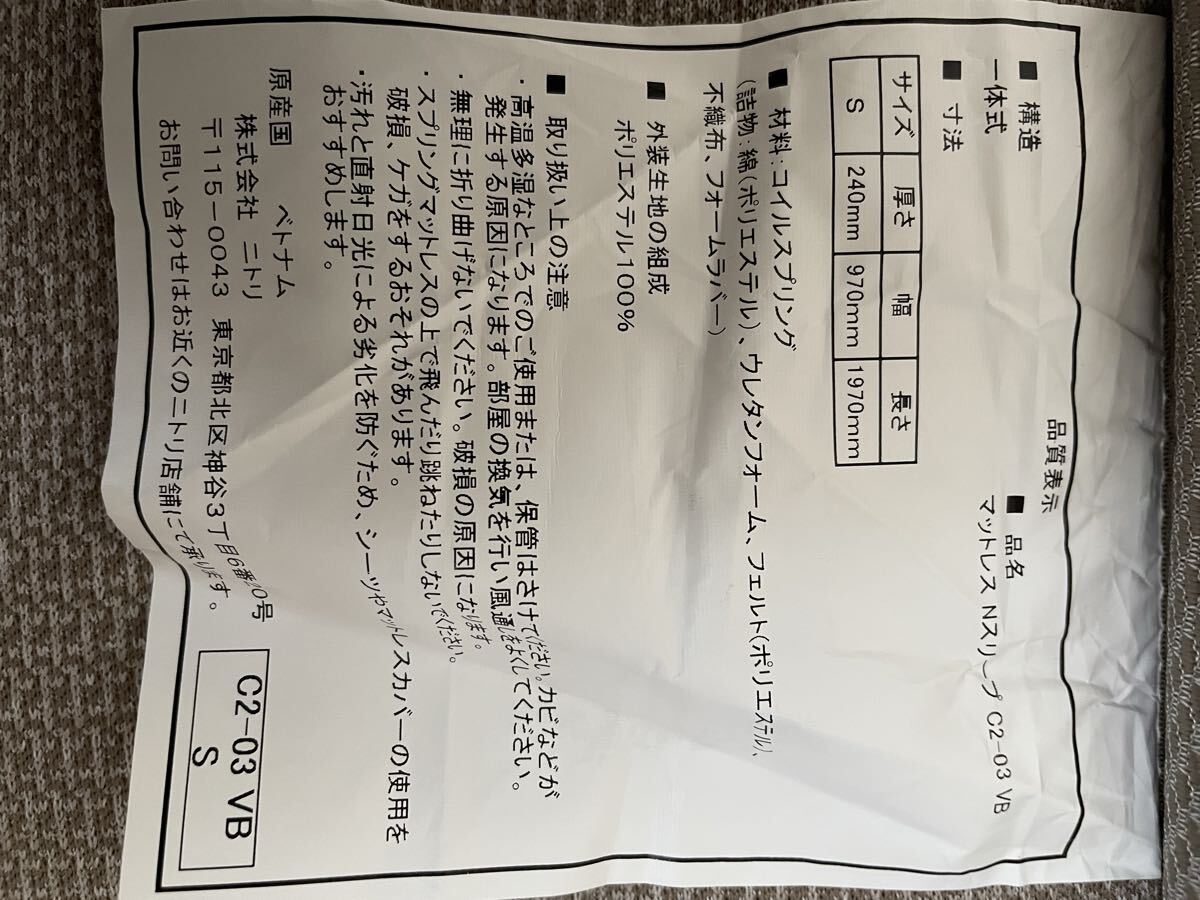 品質表示
■ 品名
マットレス Nスリープ C2-03 VB
■ 構造
一体式
■ 寸法
サイズ 厚さ 幅 長さ
S 240mm 970mm 1970mm
■ 材料：コイルスプリング
(詰物：綿(ポリエステル)、ウレタンフォーム、フェルト(ポリエステル)、
不織布、フォームラバー)
■ 外装生地の組成
ポリエステル100%
■ 取り扱い上の注意
・高温多湿なところでのご使用または、保管はさけてください。カビなどが
発生する原因になります。部屋の換気を行い風通しをよくしてください。
・無理に折り曲げないでください。破損の原因になります。
・スプリングマットレスの上で飛んだり跳ねたりしないでください。
破損、ケガをするおそれがあります。
・汚れと直射日光による劣化を防ぐため、シーツやマットレスカバーの使用を
おすすめします。
原産国 ベトナム
株式会社 ニトリ
〒115-0043 東京都北区神谷3丁目6番20号
お問い合わせはお近くのニトリ店舗にて承ります。
C2-03 VB
S